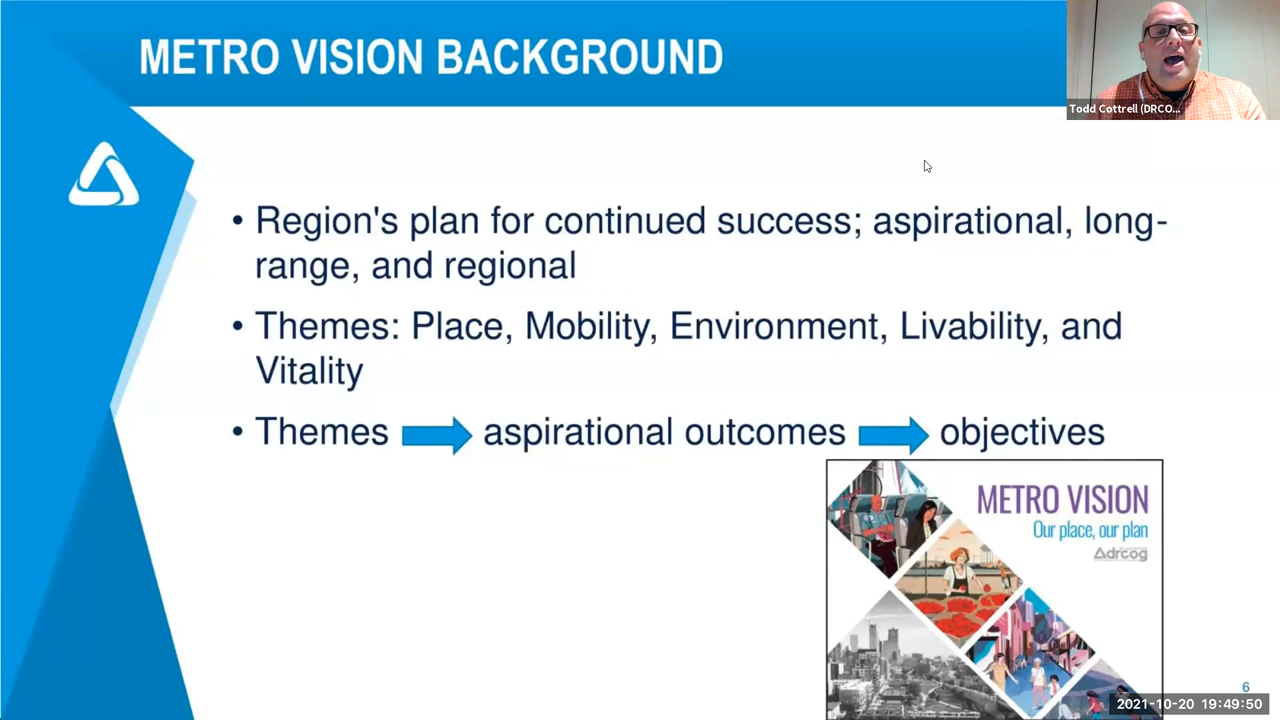 METRO VISION BACKGROUND
Todd Cottrell (DRCO...
• Region's plan for continued success; aspirational, long-
range, and regional
• Themes: Place, Mobility, Environment, Livability, and
Vitality
• Themes aspirational outcomes objectives
METRO VISION
Our place, our plan
drcog
6
2021-10-20 19:49:50